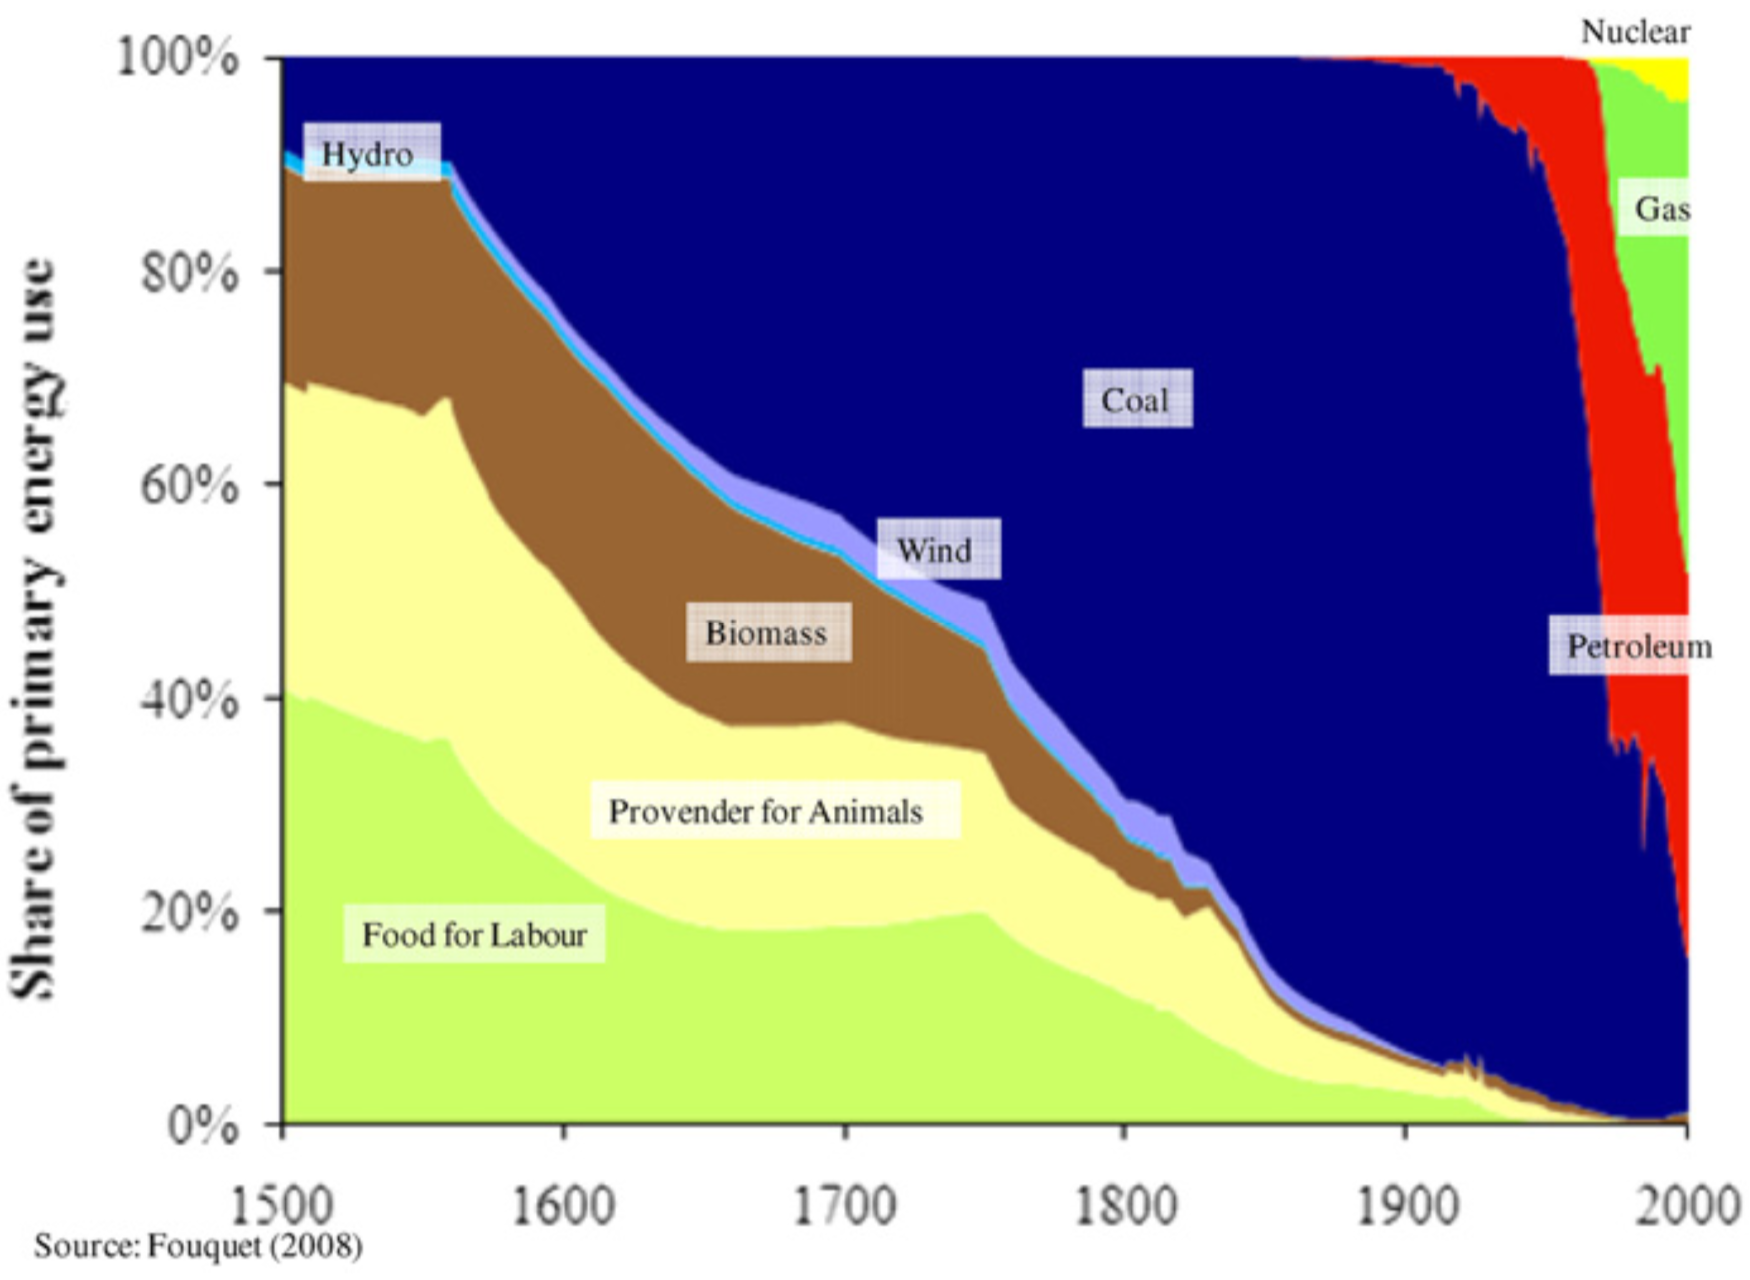 Nuclear
100%
Hydro
Gas
80%
Coal
60%
Wind
Biomass
Petroleum
40%
Provender for Animals
20%
Food for Labour
0%
Share of primary energy use
1500 1600 1700 1800 1900 2000
Source: Fouquet (2008)